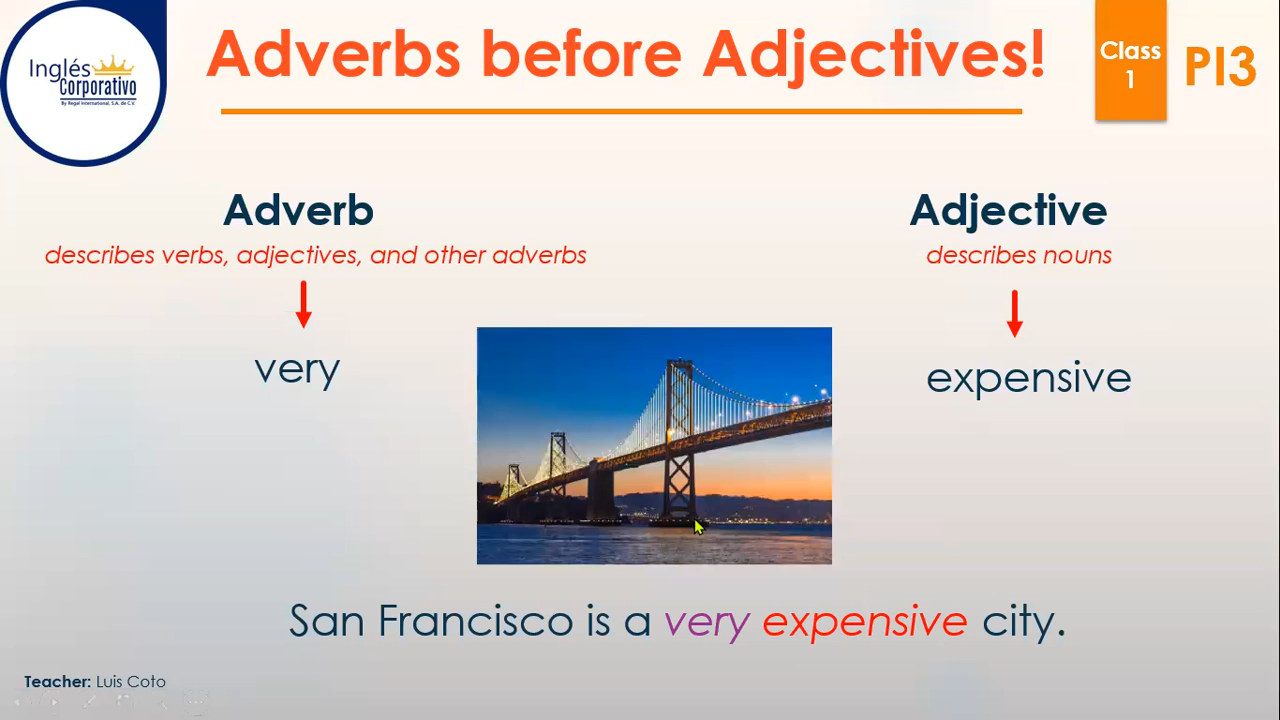 Inglés
Corporativo
By Regal International, S.A. de C.V.
Adverbs before Adjectives!
Class
1
PI3
Adverb
describes verbs, adjectives, and other adverbs
very
Adjective
describes nouns
expensive
San Francisco is a very expensive city.
Teacher: Luis Coto